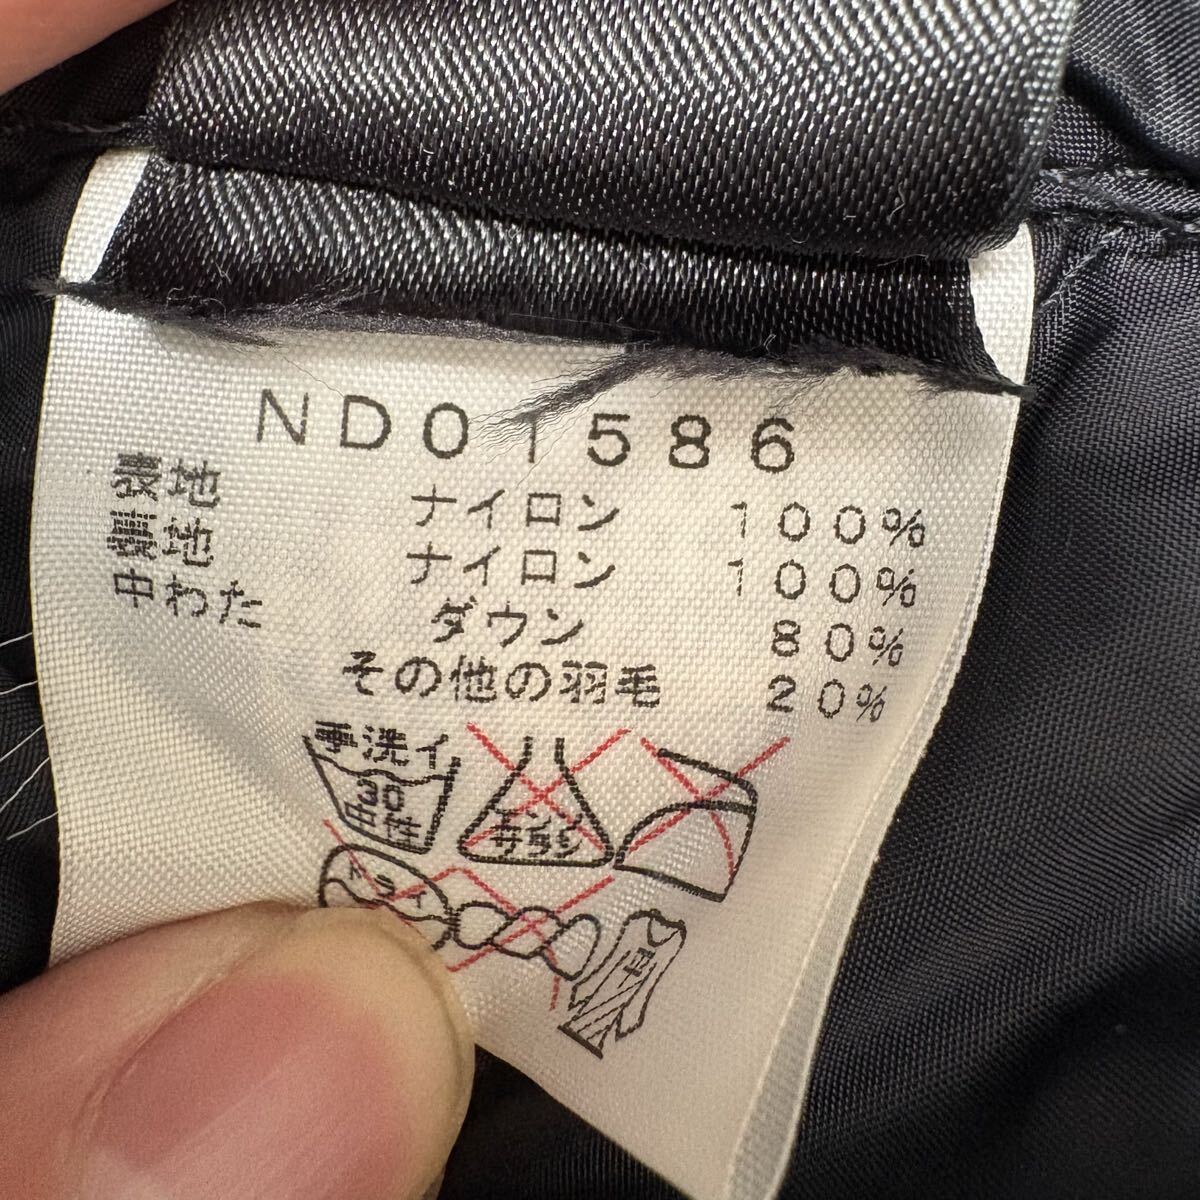 ND01586
表地 ナイロン 100%
裏地 ナイロン 100%
中わた ダウン 80%
その他の羽毛 20%
手洗イ
30
中性
エンソ
サラシ
ドライ
平